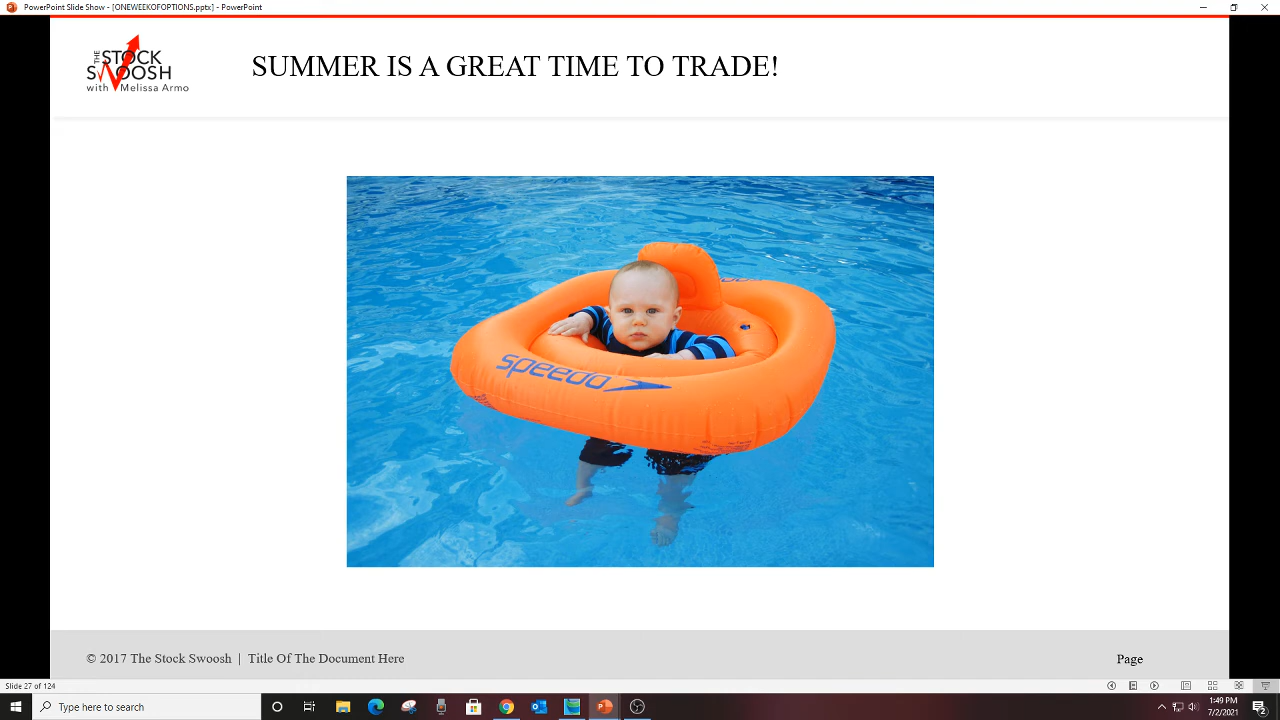 PowerPoint Slide Show - [ONEWEEKOFOPTIONS.pptx] - PowerPoint
THE STOCK SWOOSH
with Melissa Armo
SUMMER IS A GREAT TIME TO TRADE!
speedo
© 2017 The Stock Swoosh | Title Of The Document Here
Page
Slide 27 of 124
Type here to search
1:49 PM
7/2/2021
2